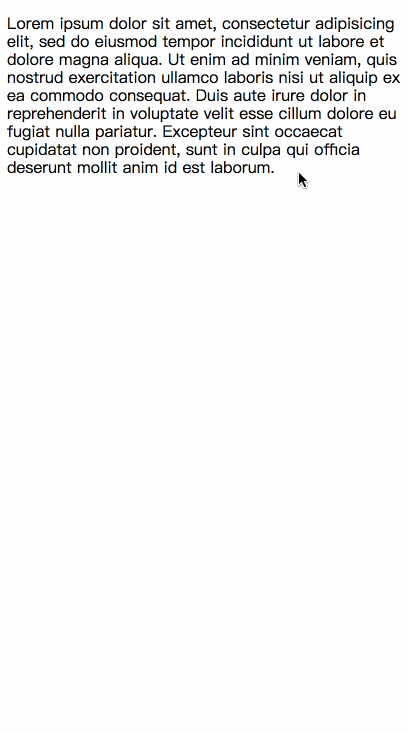 Lorem ipsum dolor sit amet, consectetur adipisicing
elit, sed do eiusmod tempor incididunt ut labore et
dolore magna aliqua. Ut enim ad minim veniam, quis
nostrud exercitation ullamco laboris nisi ut aliquip ex
ea commodo consequat. Duis aute irure dolor in
reprehenderit in voluptate velit esse cillum dolore eu
fugiat nulla pariatur. Excepteur sint occaecat
cupidatat non proident, sunt in culpa qui officia
deserunt mollit anim id est laborum.